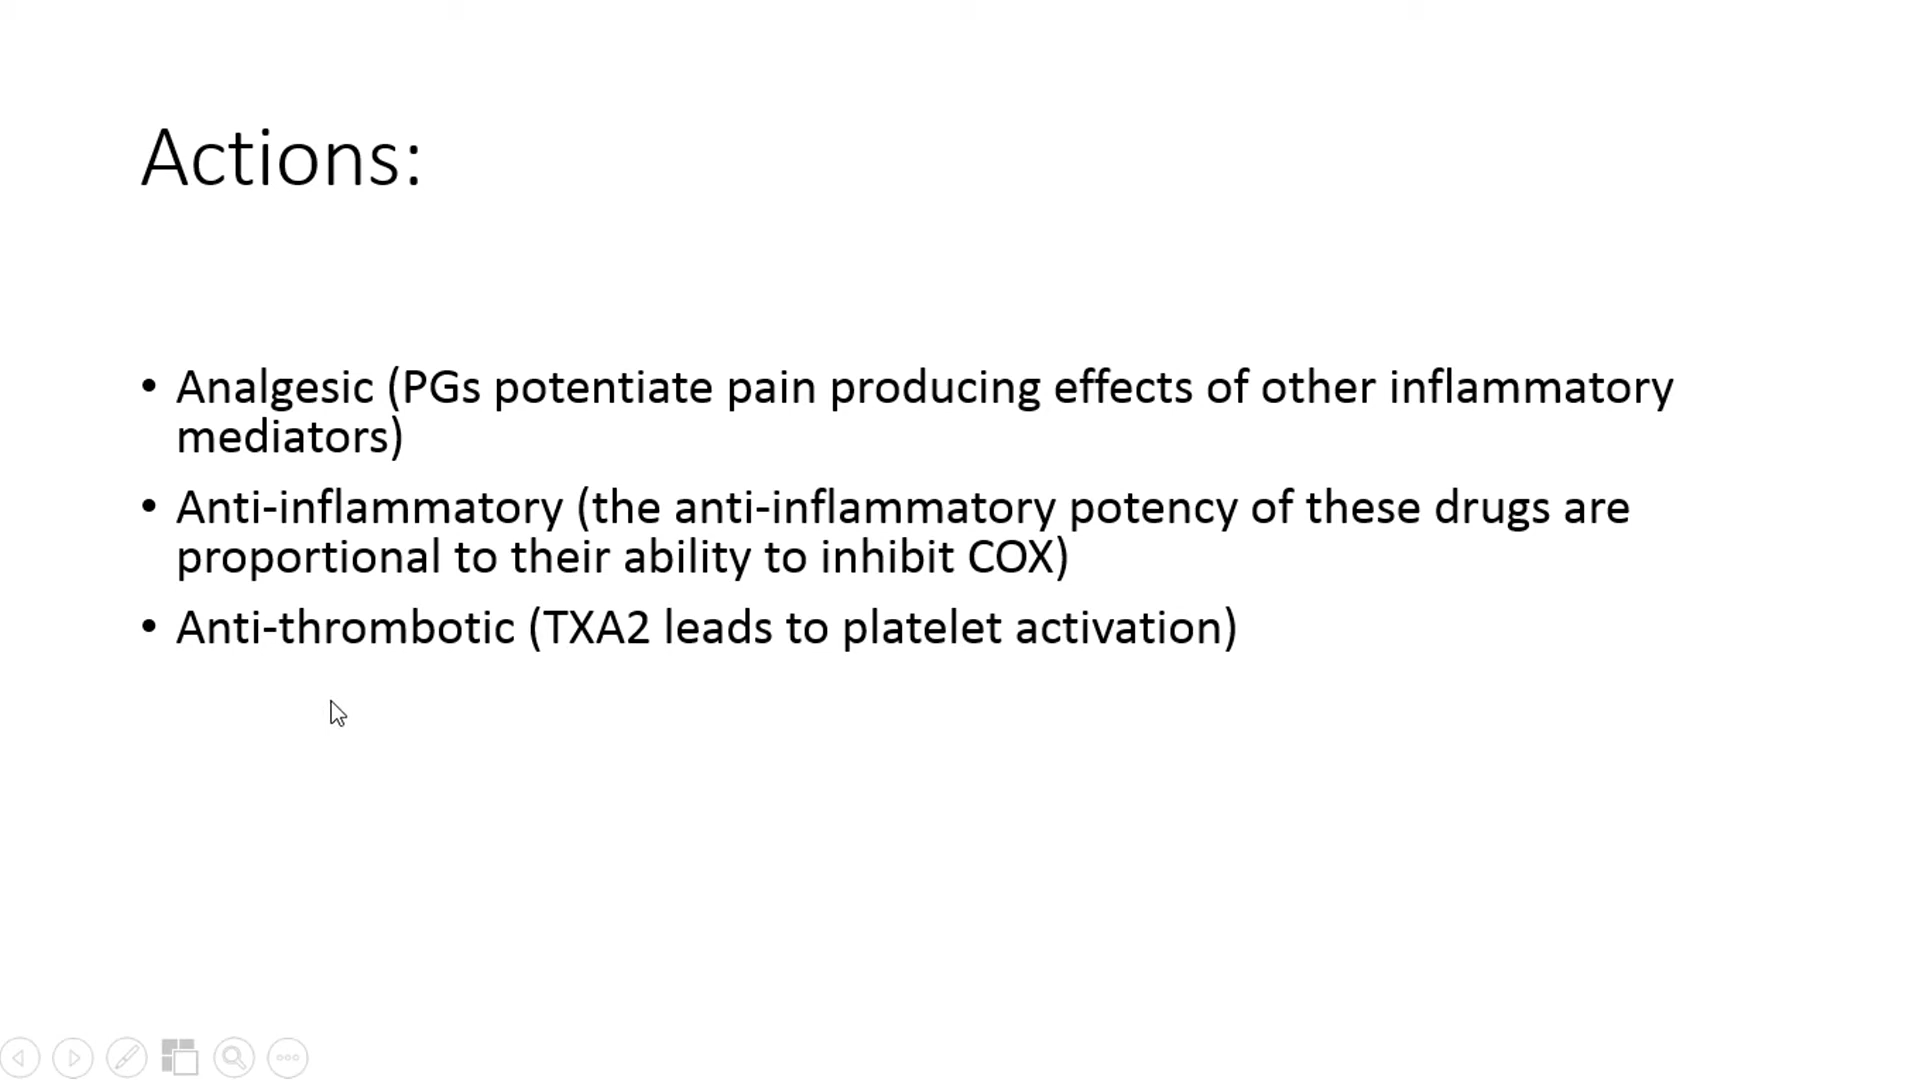 Actions:
• Analgesic (PGs potentiate pain producing effects of other inflammatory
mediators)
• Anti-inflammatory (the anti-inflammatory potency of these drugs are
proportional to their ability to inhibit COX)
• Anti-thrombotic (TXA2 leads to platelet activation)